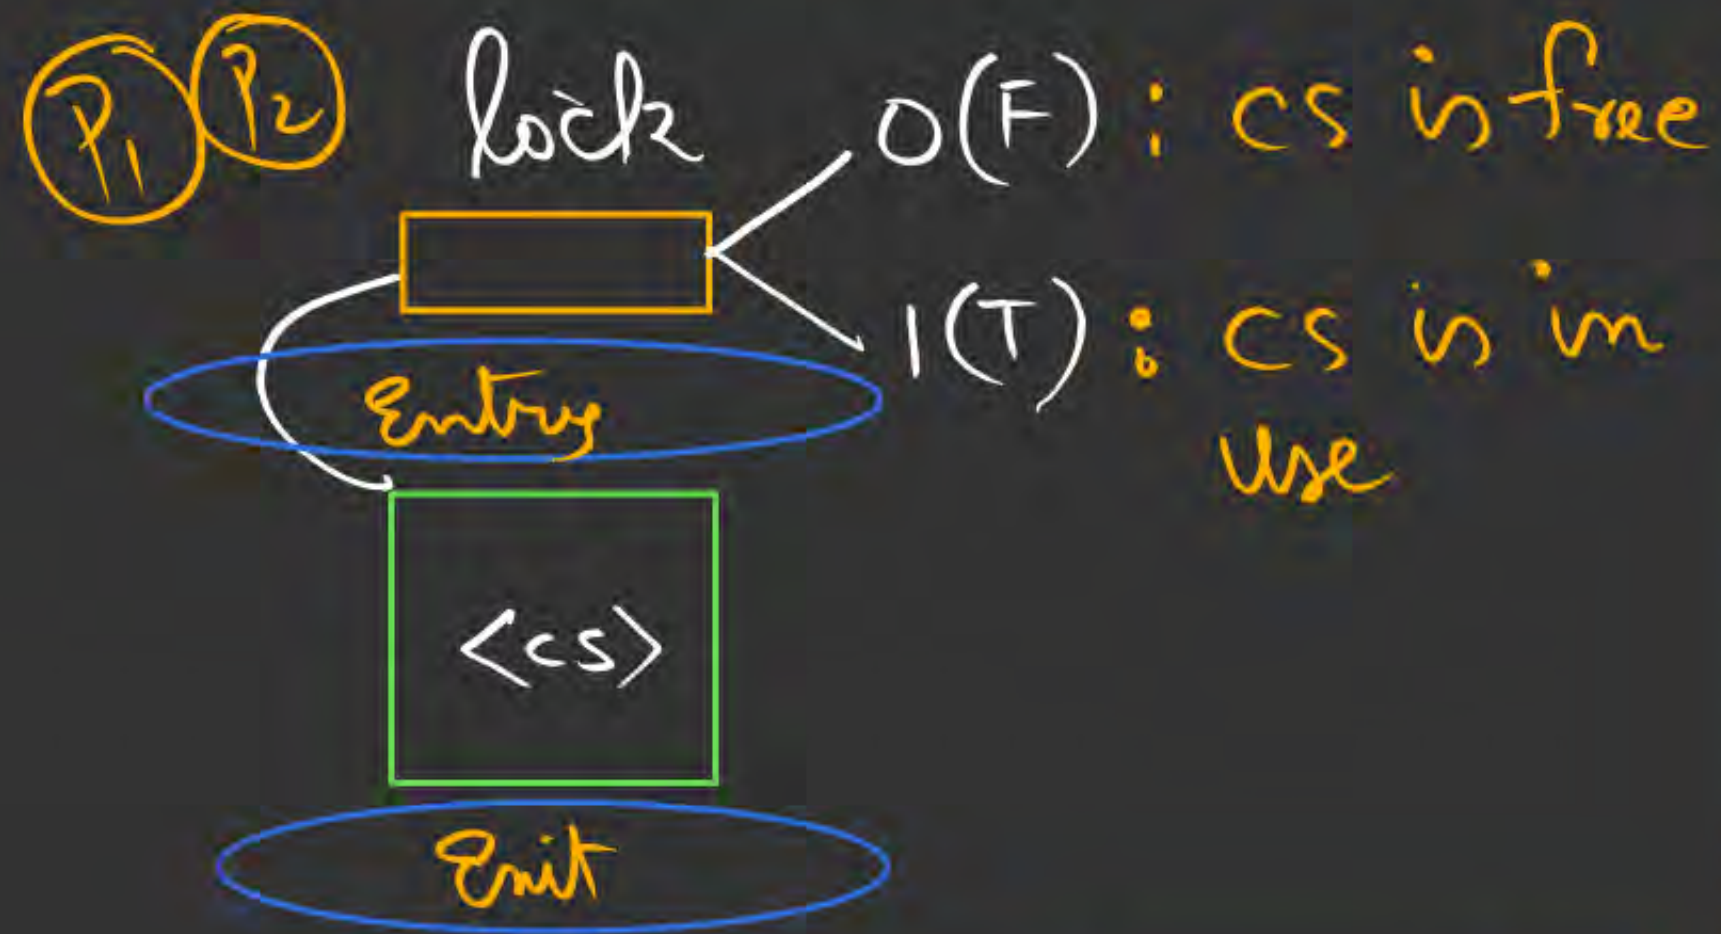 P1 P2 lock 0(F) : CS is free
1(T) : CS is in
Use
Entry
<CS>
Exit